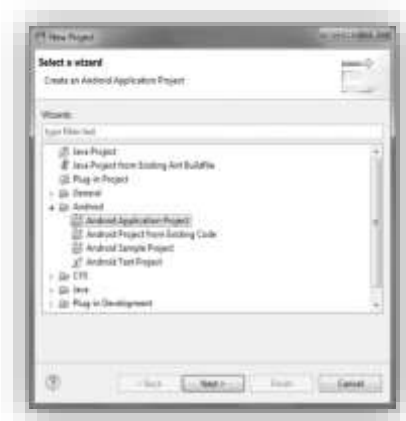 New Project
Select a wizard
Create an Android Application Project
Wizards:
type filter text
Java Project
Java Project from Existing Ant Buildfile
Plug-in Project
General
Android
Android Application Project
Android Project from Existing Code
Android Sample Project
Android Test Project
CVS
Java
Plug-in Development
< Back
Next >
Finish
Cancel